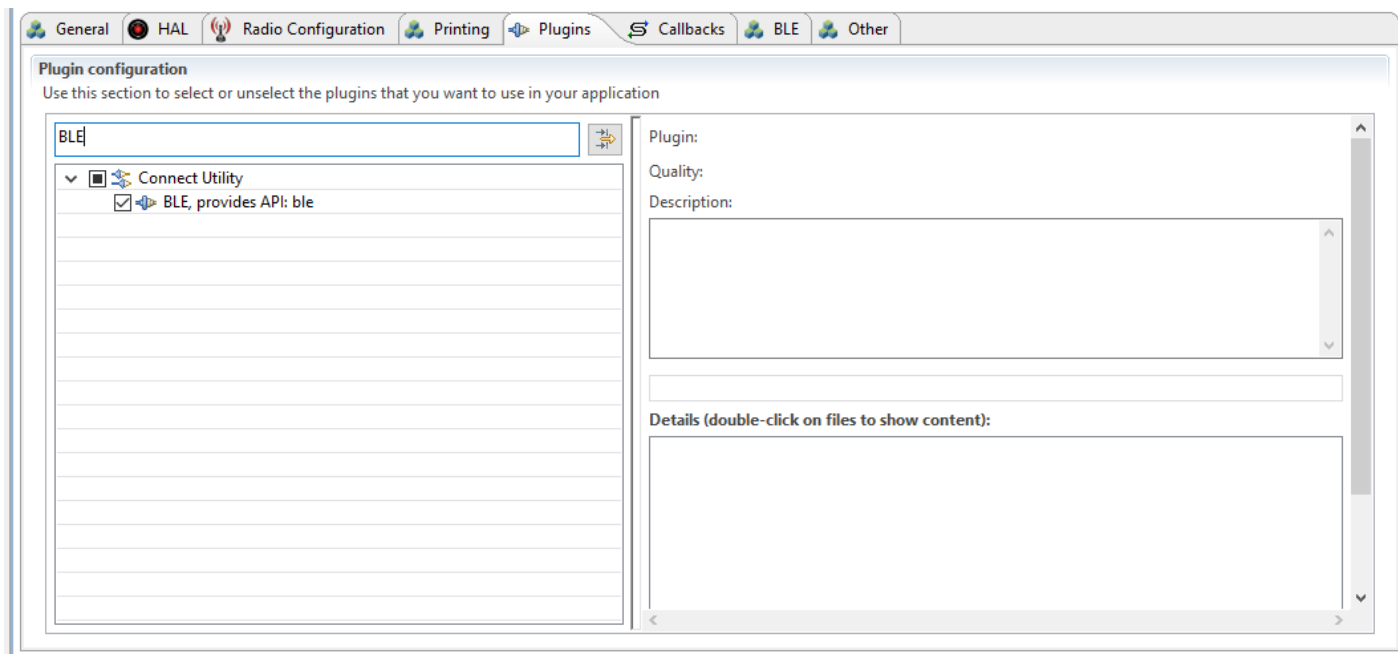 General HAL Radio Configuration Printing Plugins Callbacks BLE Other
Plugin configuration
Use this section to select or unselect the plugins that you want to use in your application
BLE
Connect Utility
BLE, provides API: ble
Plugin:
Quality:
Description:
Details (double-click on files to show content):